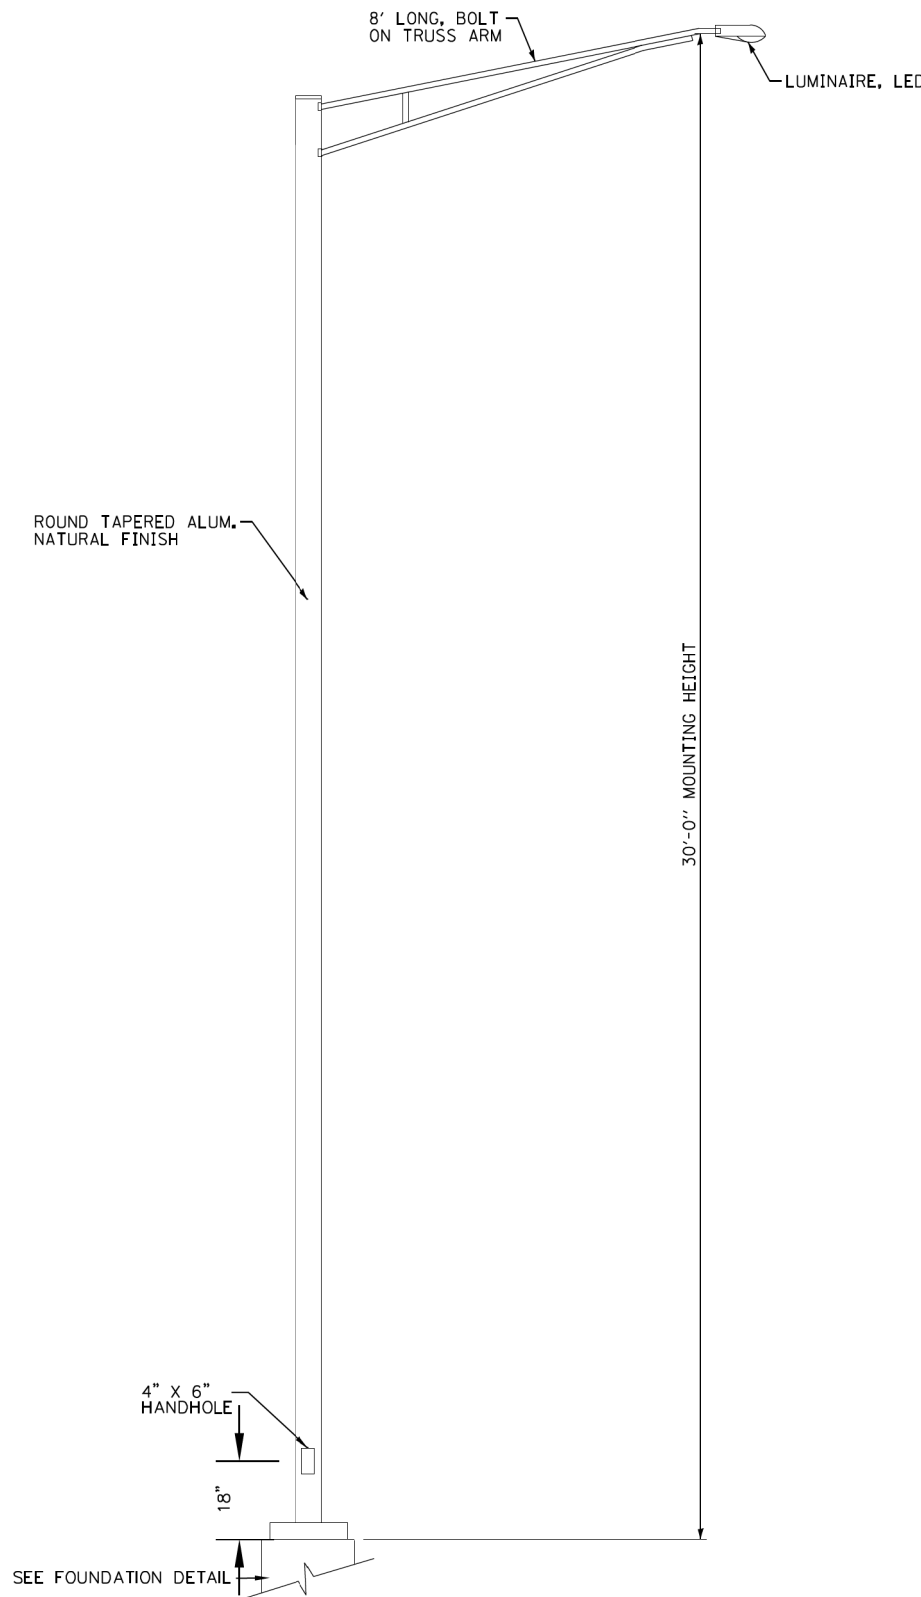 8' LONG, BOLT
ON TRUSS ARM
LUMINAIRE, LED
ROUND TAPERED ALUM.
NATURAL FINISH
30'-0" MOUNTING HEIGHT
4" X 6"
HANDHOLE
18"
SEE FOUNDATION DETAIL